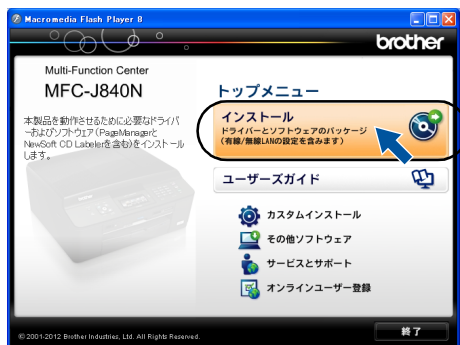 Macromedia Flash Player 8
brother
Multi-Function Center
MFC-J840N
本製品を動作させるために必要なドライバ
ーおよびソフトウェア(PageManagerと
NewSoft CD Labelerを含む)をインストール
します。
トップメニュー
インストール
ドライバーとソフトウェアのパッケージ
(有線/無線LANの設定を含みます)
ユーザーズガイド
カスタムインストール
その他ソフトウェア
サービスとサポート
オンラインユーザー登録
© 2001-2012 Brother Industries, Ltd. All Rights Reserved.
終了